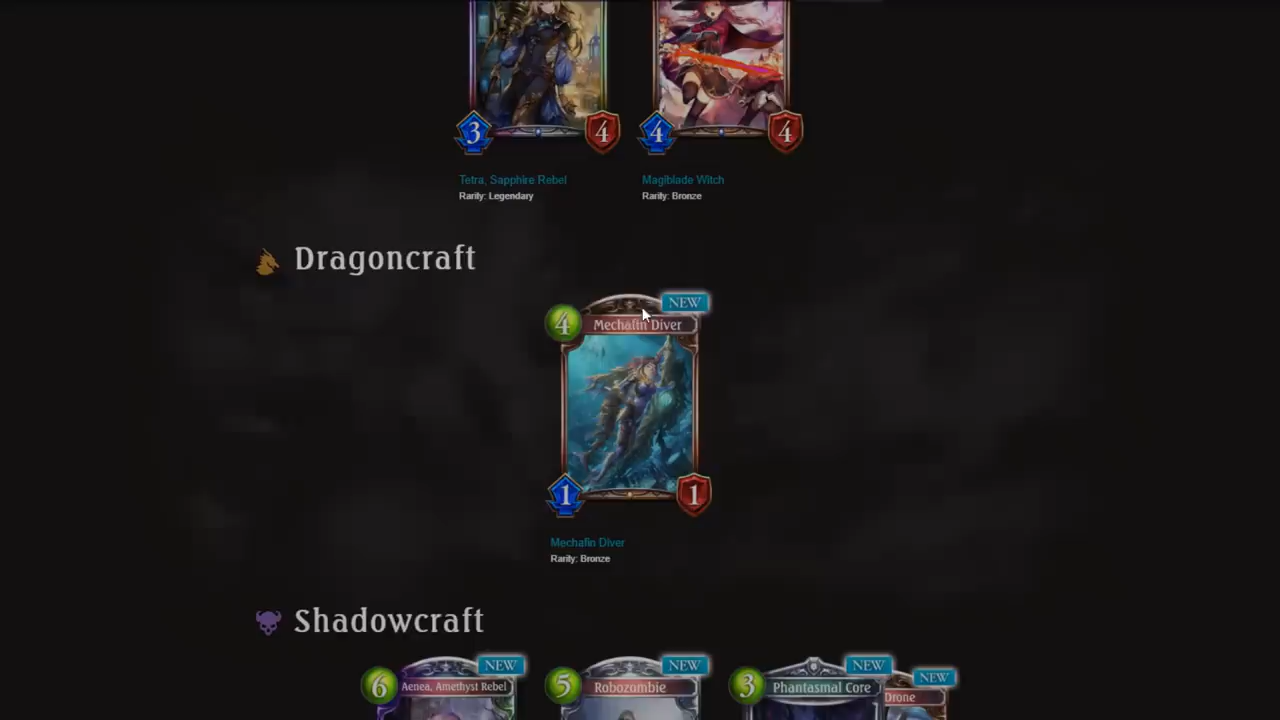 3 4 4 4
Tetra, Sapphire Rebel Magiblade Witch
Rarity: Legendary Rarity: Bronze
Dragoncraft
NEW
4 Mechafin Diver
1 1
Mechafin Diver
Rarity: Bronze
Shadowcraft
NEW NEW NEW NEW
6 Aenea, Amethyst Rebel 5 Robozombie 3 Phantasmal Core Drone